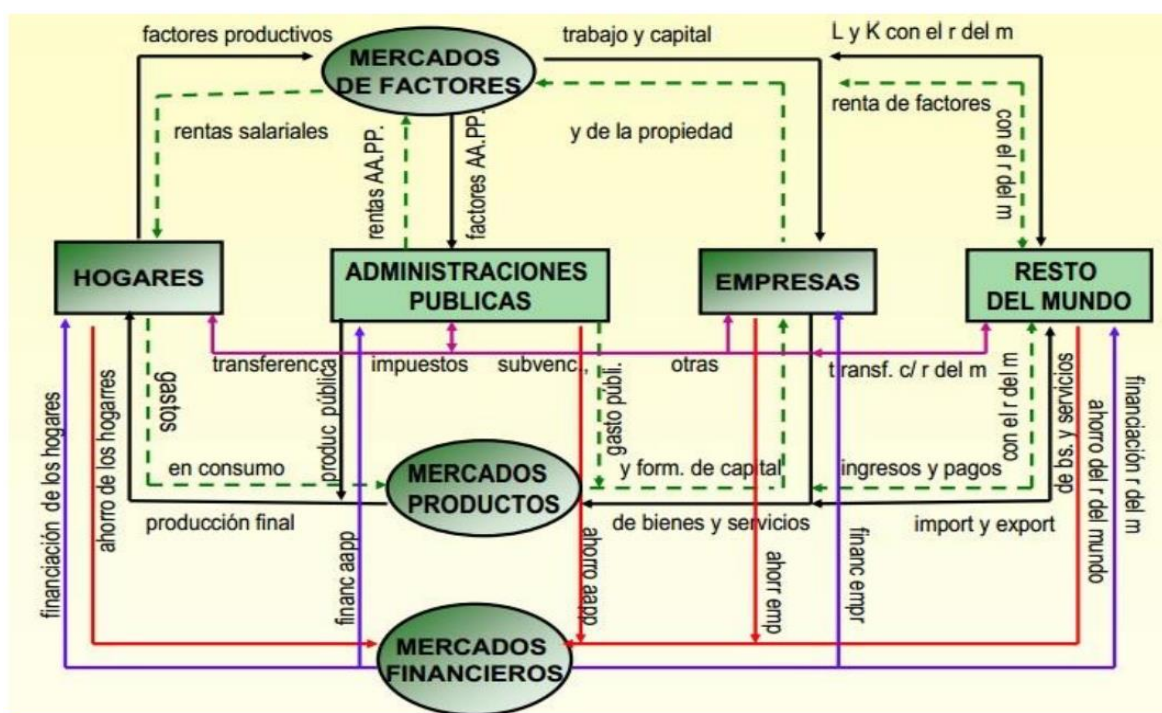 factores productivos
MERCADOS
DE FACTORES
trabajo y capital
L y K con el r del m
rentas salariales
rentas AA.PP.
factores AA.PP.
y de la propiedad
renta de factores
con el r del m
HOGARES
ADMINISTRACIONES
PUBLICAS
EMPRESAS
RESTO
DEL MUNDO
transferenc.,
impuestos
subvenc.,
otras
transf. c/ r del m
financiación de los hogares
ahorro de los hogarres
gastos
en consumo
produc pública
MERCADOS
PRODUCTOS
gasto públi.
y form. de capital
ingresos y pagos
con el r del m
de bs. y servicios
ahorro del r del mundo
financiación r del m
producción final
de bienes y servicios
import y export
financ aapp
ahorro aapp
ahorr emp
financ empr
MERCADOS
FINANCIEROS